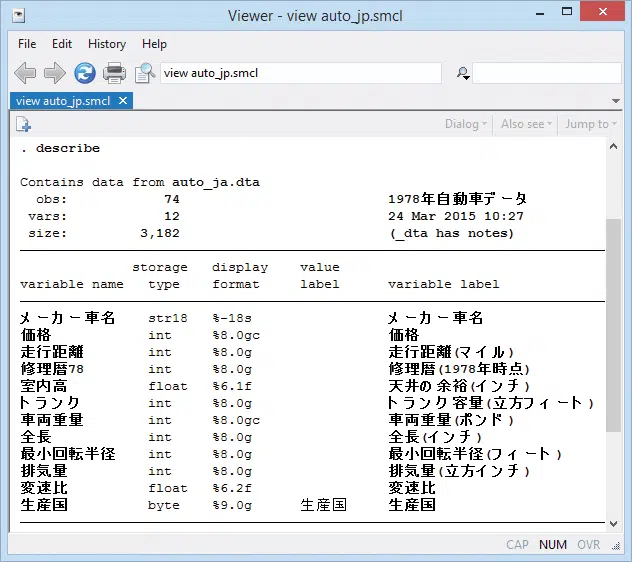 Viewer - view auto_jp.smcl
File Edit History Help
view auto_jp.smcl
view auto_jp.smcl
Dialog Also see Jump to
. describe
Contains data from auto_ja.dta
obs: 74 1978年自動車データ
vars: 12 24 Mar 2015 10:27
size: 3,182 (_dta has notes)
storage display value
variable name type format label variable label
メーカー車名 str18 %-18s メーカー車名
価格 int %8.0gc 価格
走行距離 int %8.0g 走行距離(マイル)
修理暦78 int %8.0g 修理暦(1978年時点)
室内高 float %6.1f 天井の余裕(インチ)
トランク int %8.0g トランク容量(立方フィート)
車両重量 int %8.0gc 車両重量(ポンド)
全長 int %8.0g 全長(インチ)
最小回転半径 int %8.0g 最小回転半径(フィート)
排気量 int %8.0g 排気量(立方インチ)
変速比 float %6.2f 変速比
生産国 byte %9.0g 生産国 生産国
CAP NUM OVR